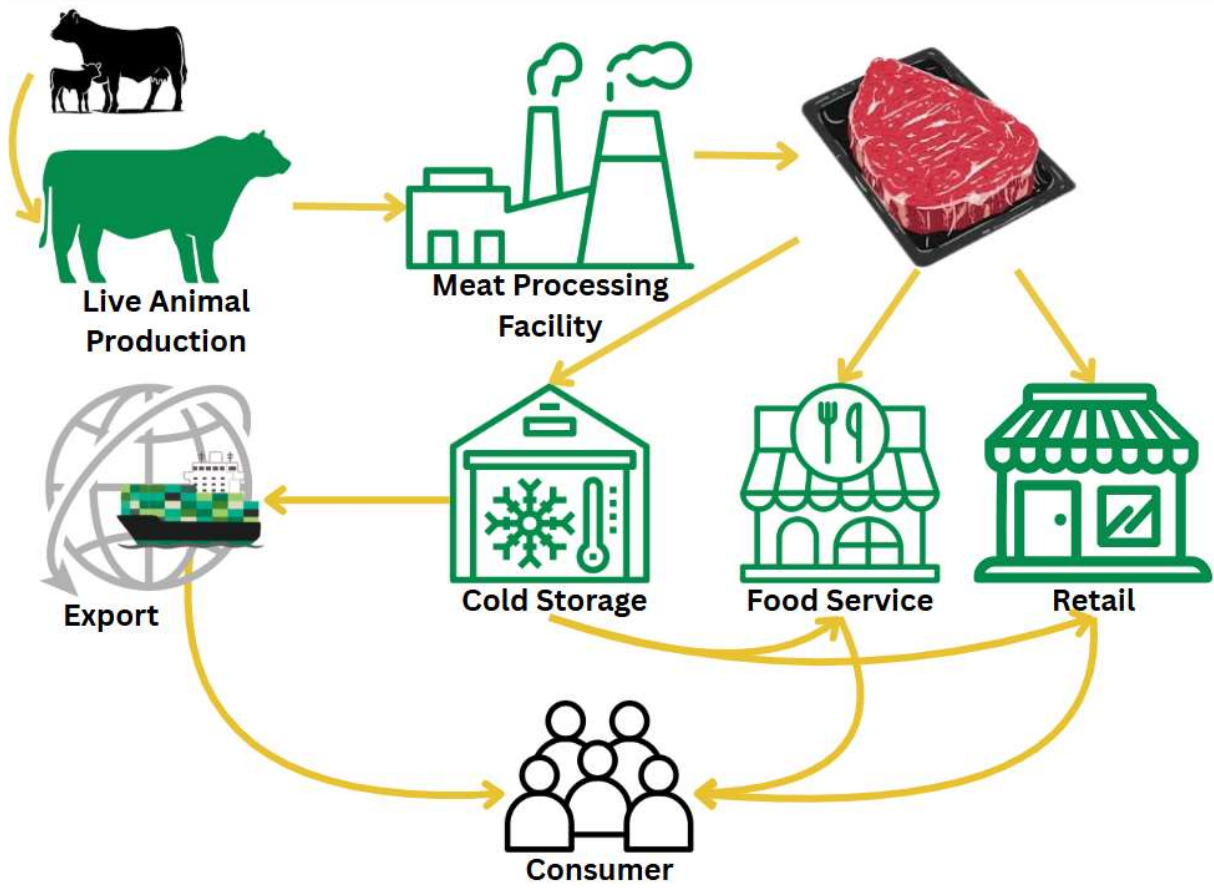 Live Animal
Production
Meat Processing
Facility
Export
Cold Storage
Food Service
Retail
Consumer